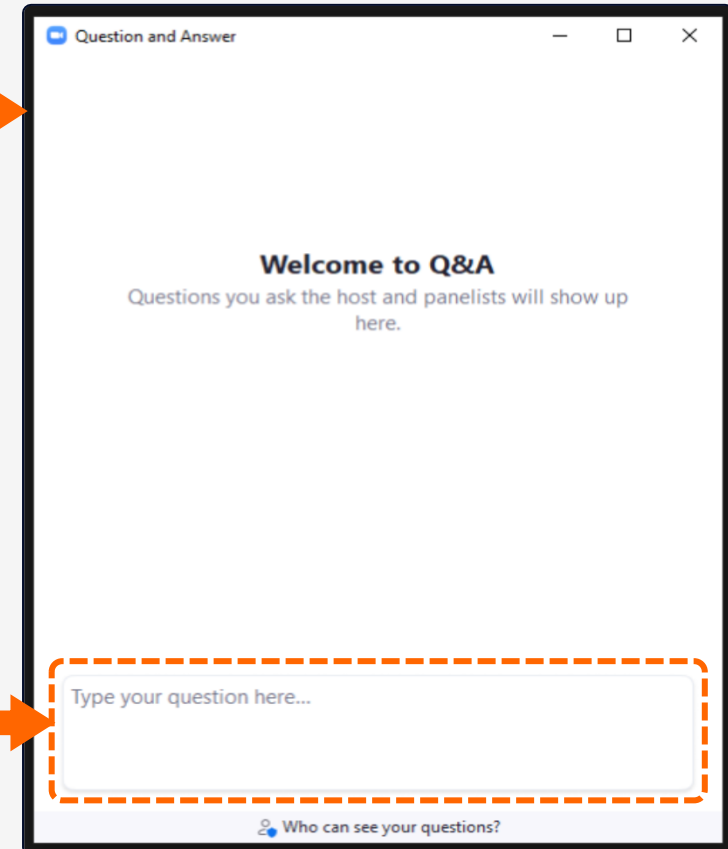 Question and Answer
Welcome to Q&A
Questions you ask the host and panelists will show up
here.
Type your question here...
Who can see your questions?